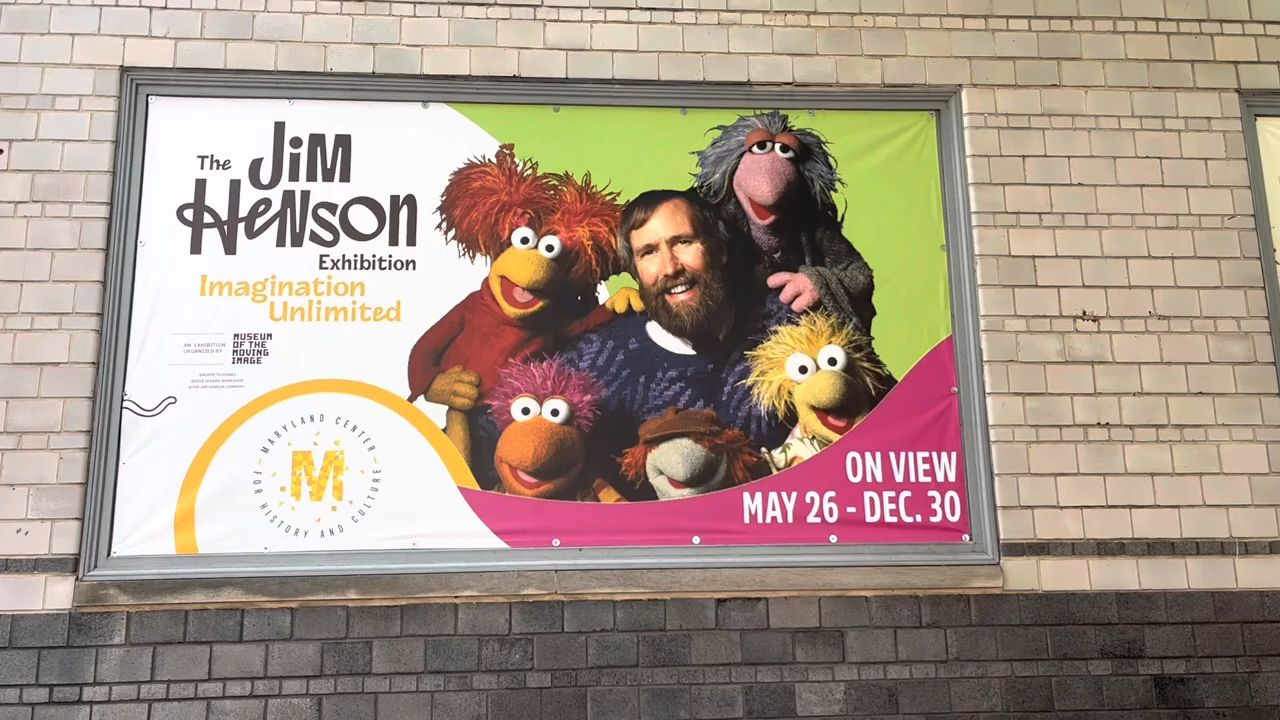 The JiM
HeNson
Exhibition
Imagination
Unlimited
AN EXHIBITION
ORGANIZED BY
MUSEUM
OF THE
MOVING
IMAGE
MARYLAND CENTER
FOR HISTORY AND CULTURE
M
ON VIEW
MAY 26 - DEC. 30